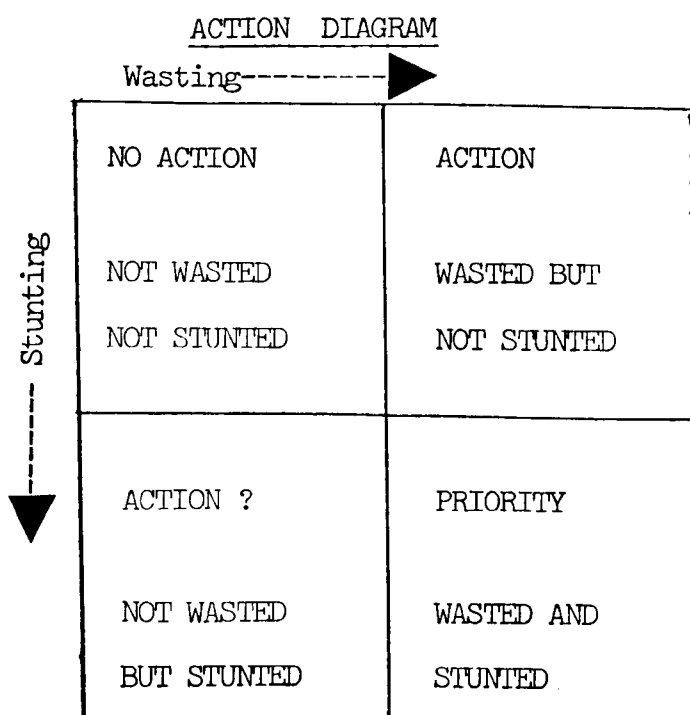 ACTION DIAGRAM
Wasting
Stunting
NO ACTION
NOT WASTED
NOT STUNTED
ACTION
WASTED BUT
NOT STUNTED
ACTION ?
NOT WASTED
BUT STUNTED
PRIORITY
WASTED AND
STUNTED